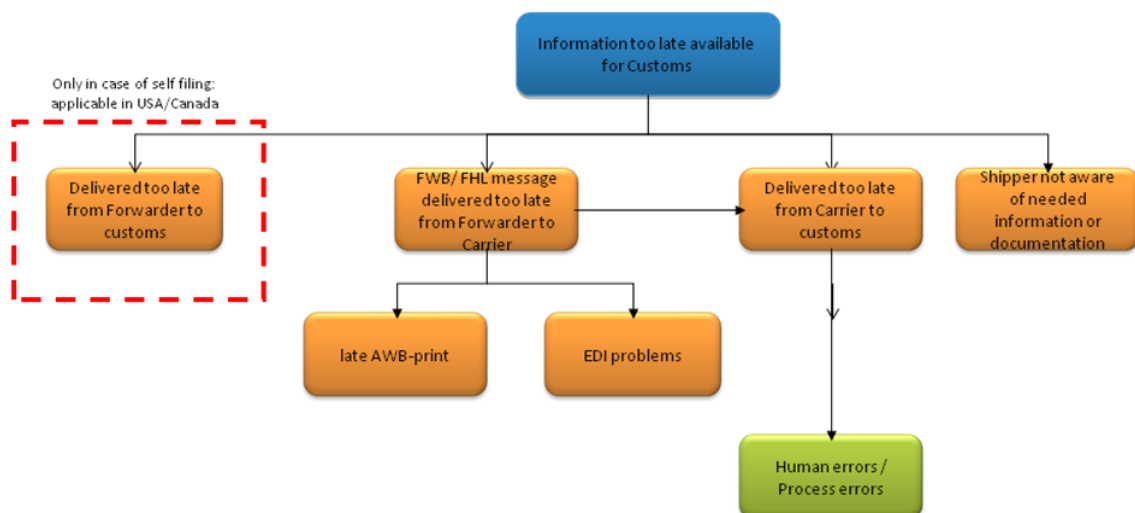 Information too late available
for Customs
Only in case of self filing:
applicable in USA/Canada
Delivered too late
from Forwarder to
customs
FWB/ FHL message
delivered too late
from Forwarder to
Carrier
Delivered too late
from Carrier to
customs
Shipper not aware
of needed
information or
documentation
late AWB-print
EDI problems
Human errors /
Process errors